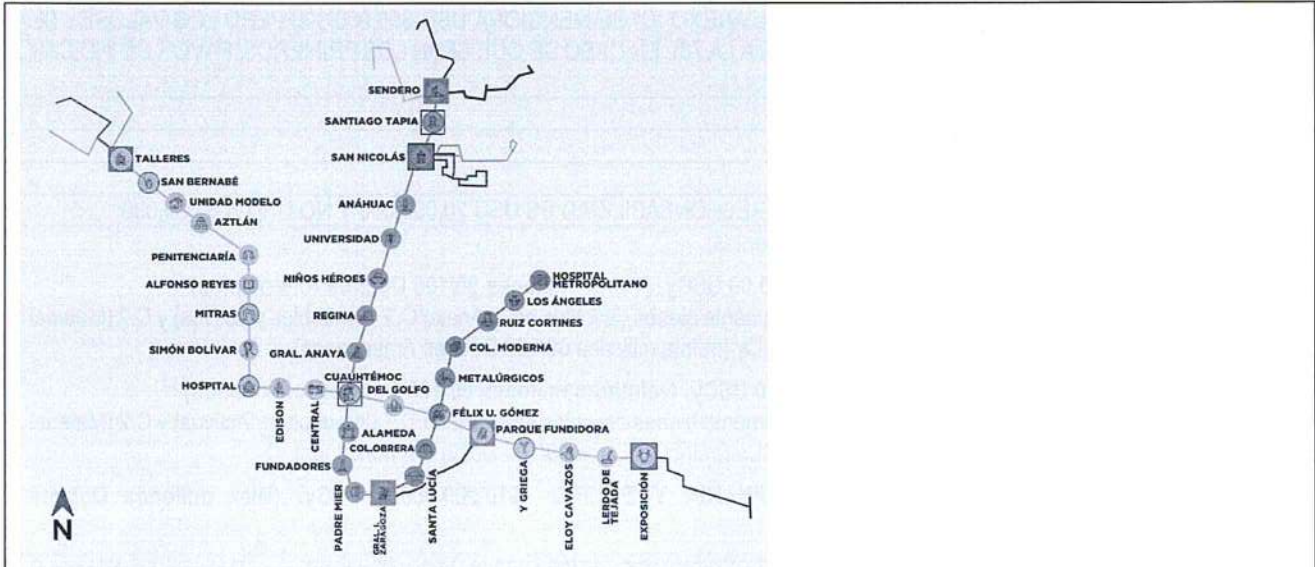 SENDERO
SANTIAGO TAPIA
SAN NICOLÁS
TALLERES
SAN BERNABÉ
UNIDAD MODELO
AZTLÁN
ANÁHUAC
UNIVERSIDAD
PENITENCIARÍA
ALFONSO REYES
NIÑOS HÉROES
HOSPITAL
METROPOLITANO
LOS ÁNGELES
MITRAS
REGINA
RUIZ CORTINES
SIMÓN BOLÍVAR
GRAL. ANAYA
COL. MODERNA
HOSPITAL
CUAUHTÉMOC
DEL GOLFO
METALÚRGICOS
EDISON
CENTRAL
FÉLIX U. GÓMEZ
ALAMEDA
PARQUE FUNDIDORA
COL.OBRERA
FUNDADORES
PADRE MIER
GRAL. I.
ZARAGOZA
SANTA LUCÍA
Y GRIEGA
ELOY CAVAZOS
LERDO DE
TEJADA
EXPOSICIÓN
N